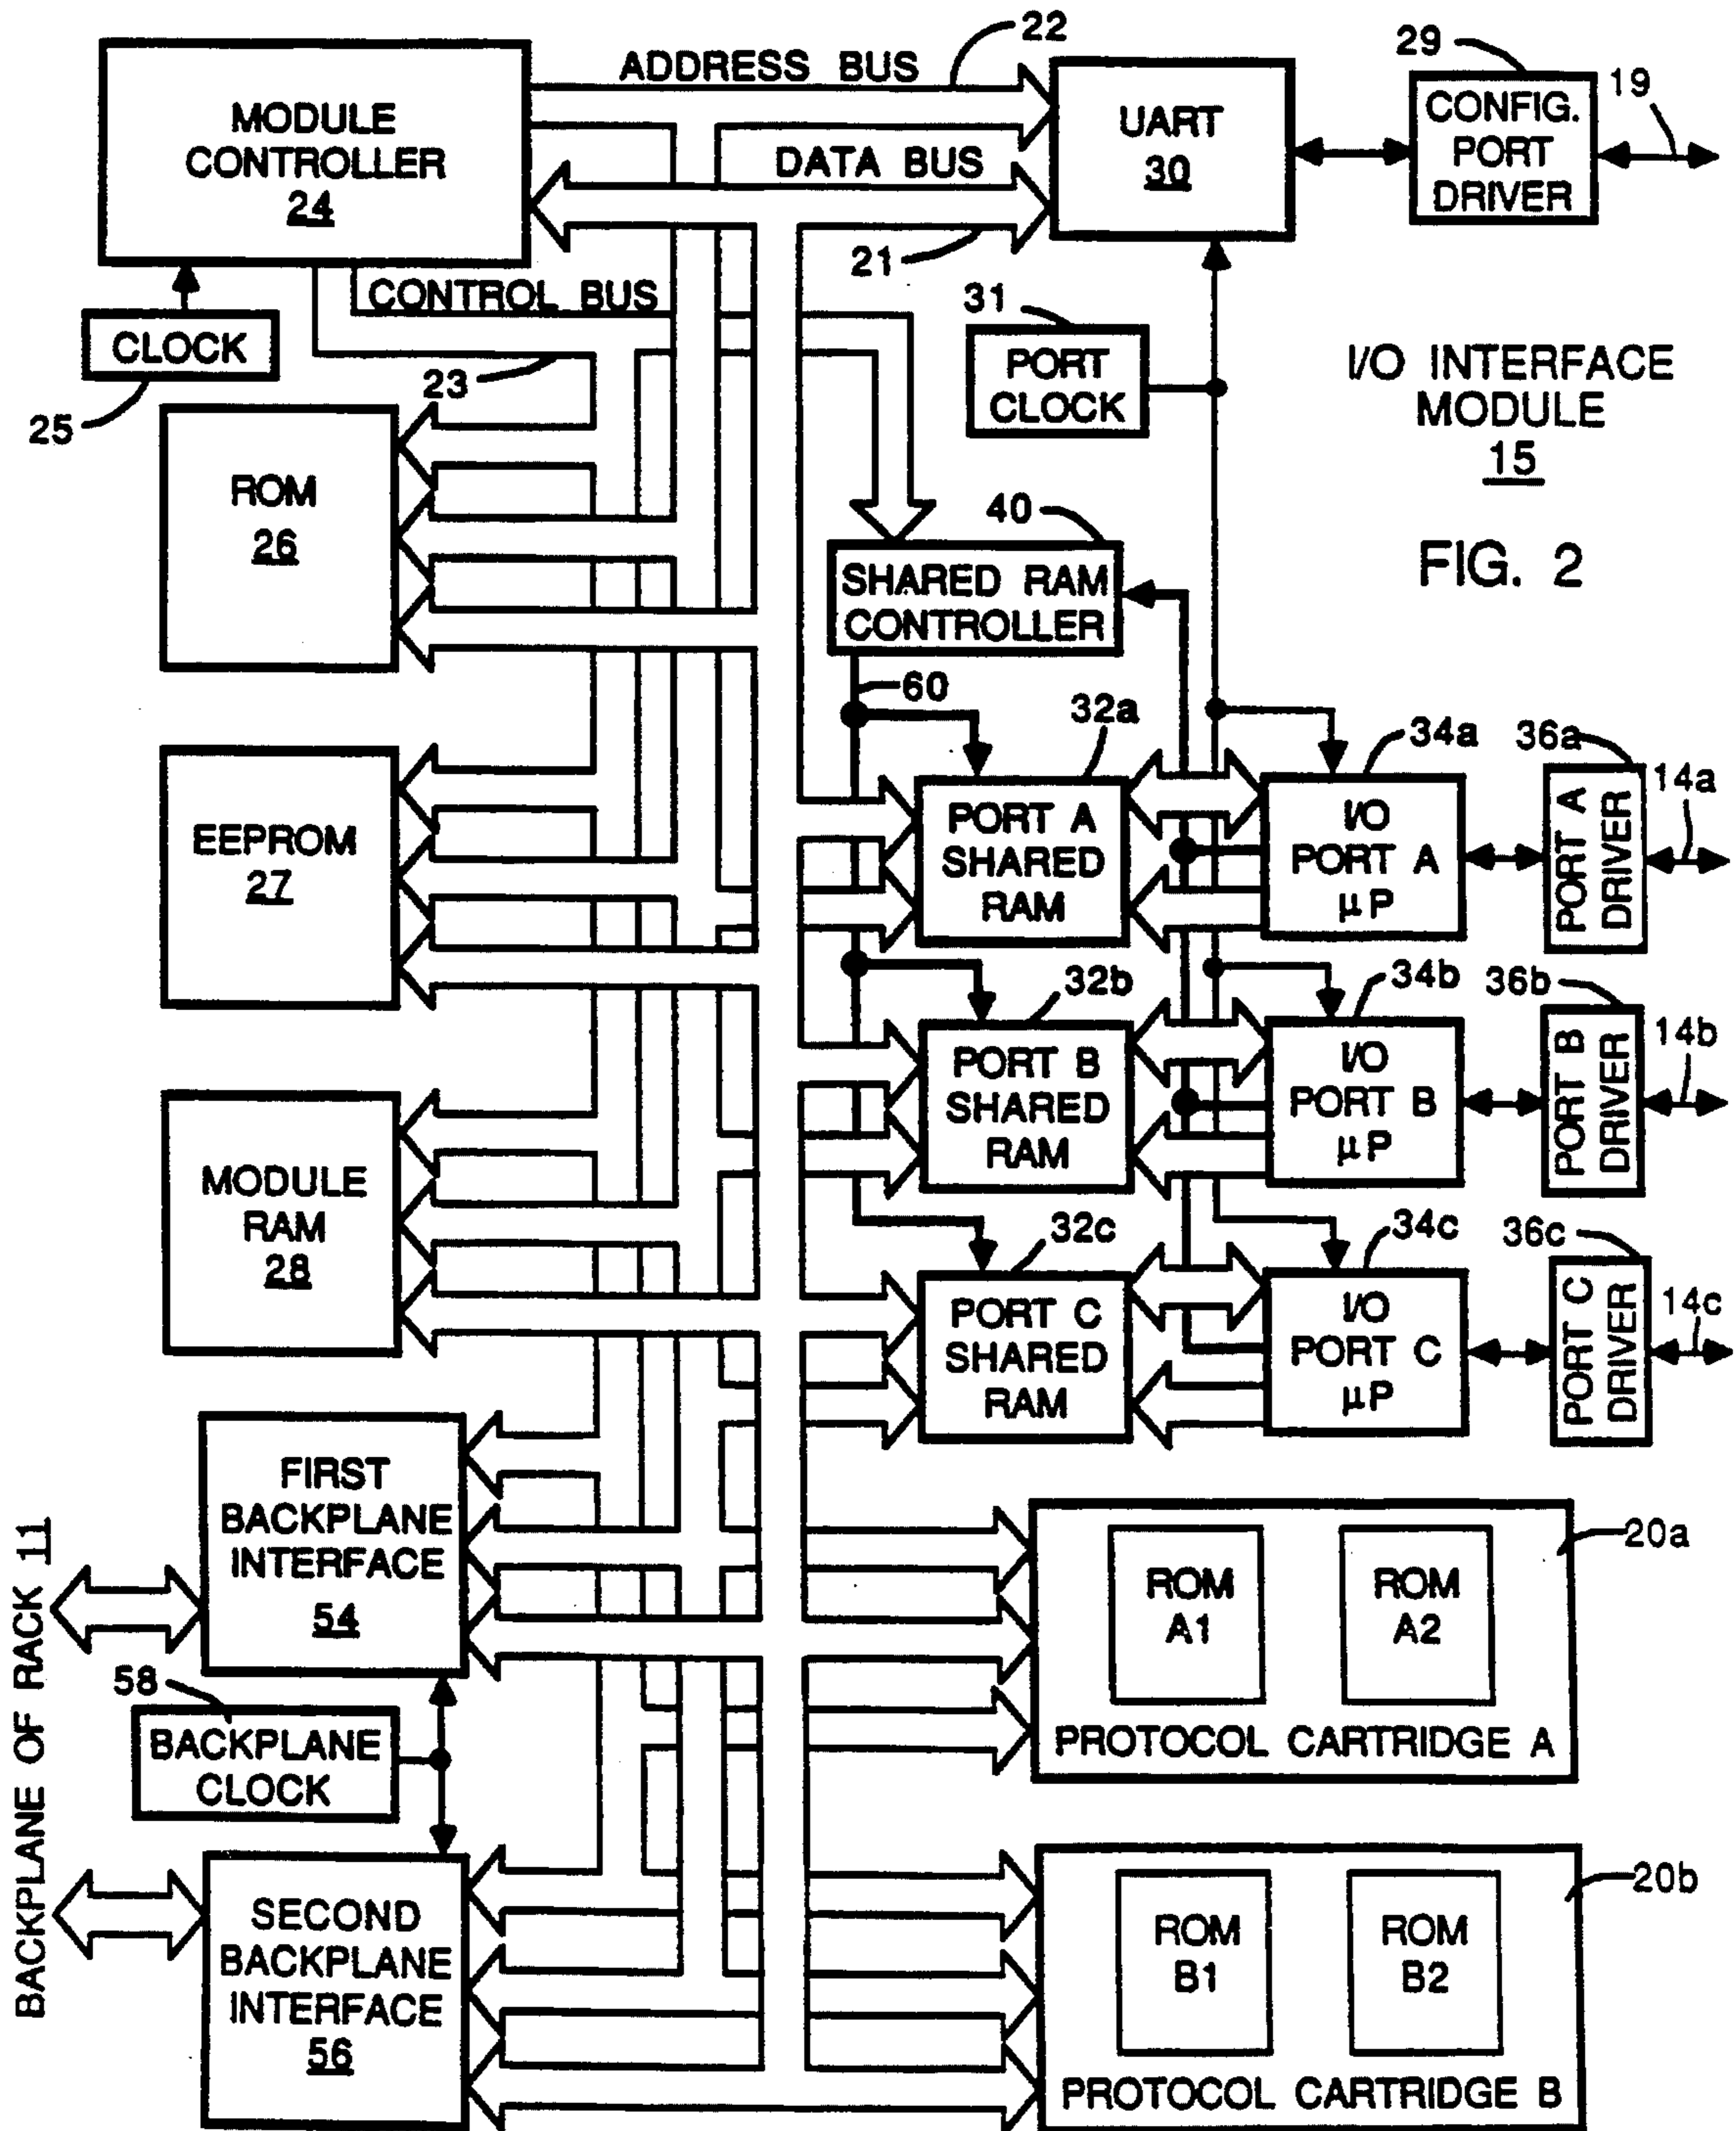 22
29
19
ADDRESS BUS
MODULE
CONTROLLER
24
UART
30
CONFIG.
PORT
DRIVER
DATA BUS
21
CONTROL BUS
31
CLOCK
25
23
PORT
CLOCK
I/O INTERFACE
MODULE
15
FIG. 2
ROM
26
40
SHARED RAM
CONTROLLER
60
32a
34a
36a
14a
EEPROM
27
PORT A
SHARED
RAM
I/O
PORT A
μP
PORT A
DRIVER
32b
34b
36b
14b
PORT B
SHARED
RAM
I/O
PORT B
μP
PORT B
DRIVER
MODULE
RAM
28
32c
34c
36c
14c
PORT C
SHARED
RAM
I/O
PORT C
μP
PORT C
DRIVER
BACKPLANE OF RACK 11
FIRST
BACKPLANE
INTERFACE
54
20a
ROM
A1
ROM
A2
PROTOCOL CARTRIDGE A
58
BACKPLANE
CLOCK
SECOND
BACKPLANE
INTERFACE
56
20b
ROM
B1
ROM
B2
PROTOCOL CARTRIDGE B